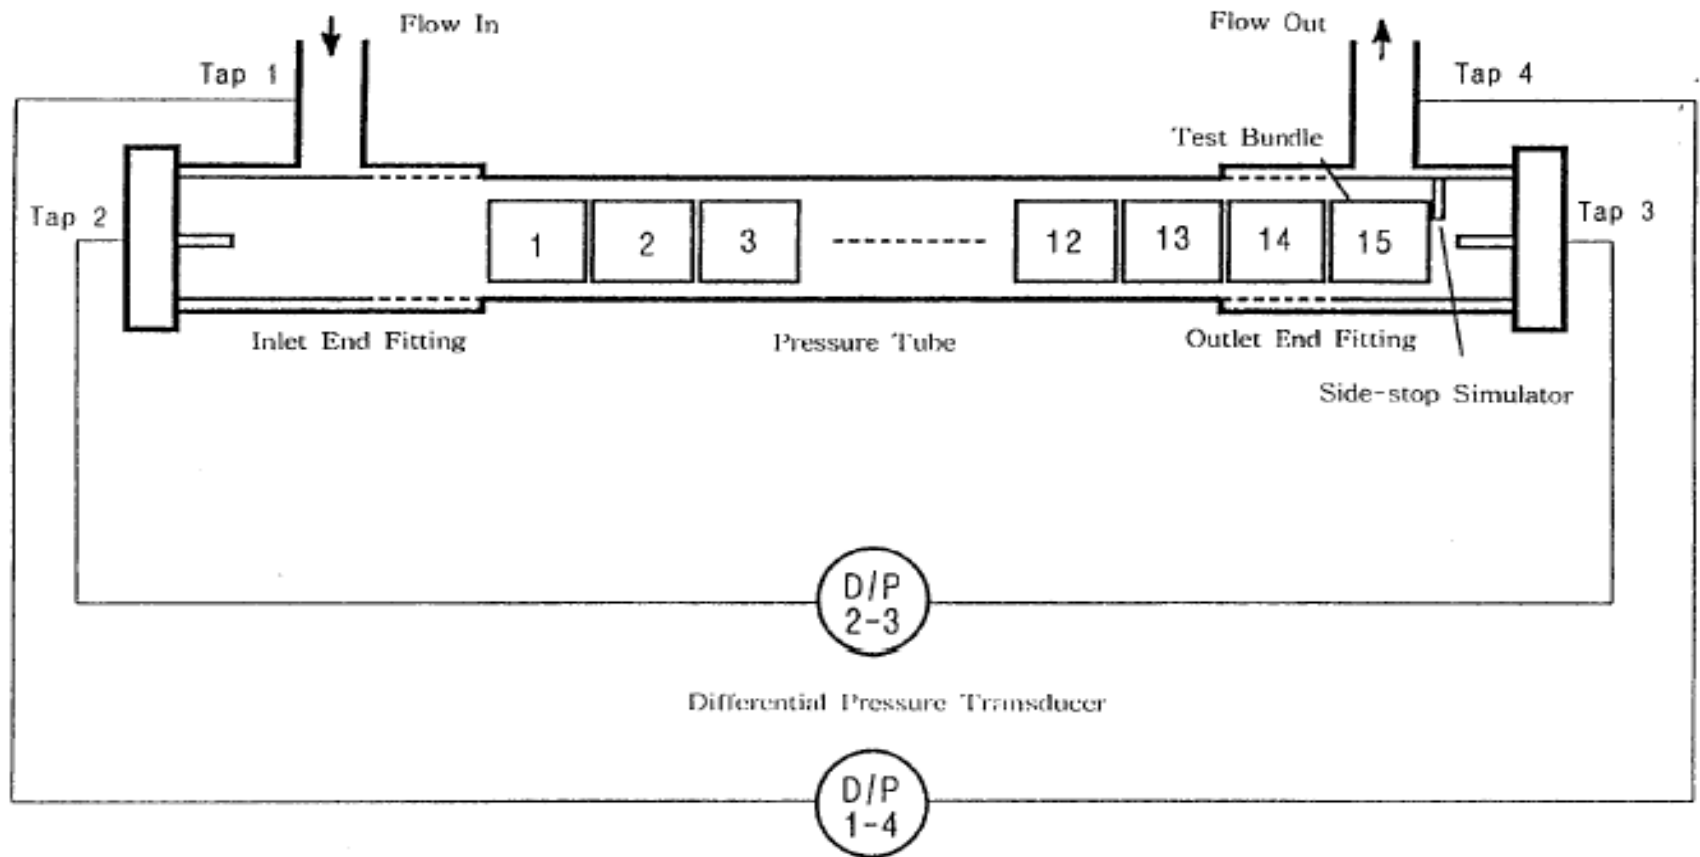 Flow In
Flow Out
Tap 1
Tap 4
Test Bundle
Tap 2
1
2
3
12
13
14
15
Tap 3
Inlet End Fitting
Pressure Tube
Outlet End Fitting
Side-stop Simulator
D/P
2-3
Differential Pressure Transducer
D/P
1-4